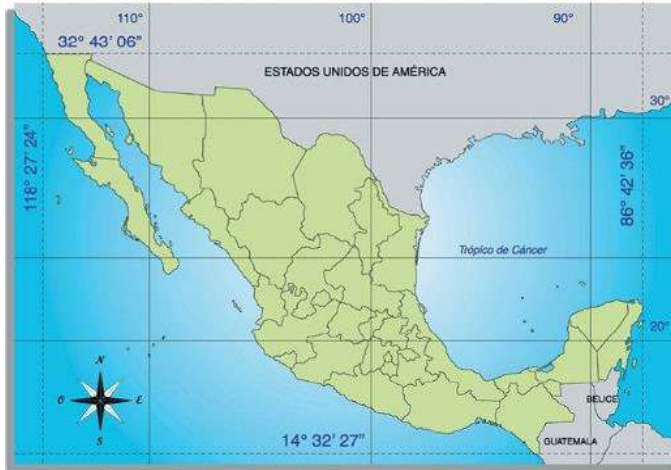 110°
100°
90°
32° 43' 06”
ESTADOS UNIDOS DE AMÉRICA
30°
118° 27' 24”
86° 42' 36”
Trópico de Cáncer
20°
N
O
E
S
BELICE
14° 32' 27”
GUATEMALA